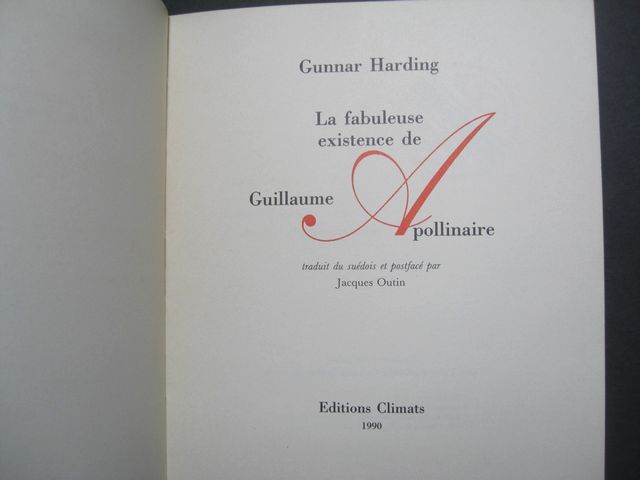 Gunnar Harding
La fabuleuse
existence de
Guillaume Apollinaire
traduit du suédois et postfacé par
Jacques Outin
Editions Climats
1990